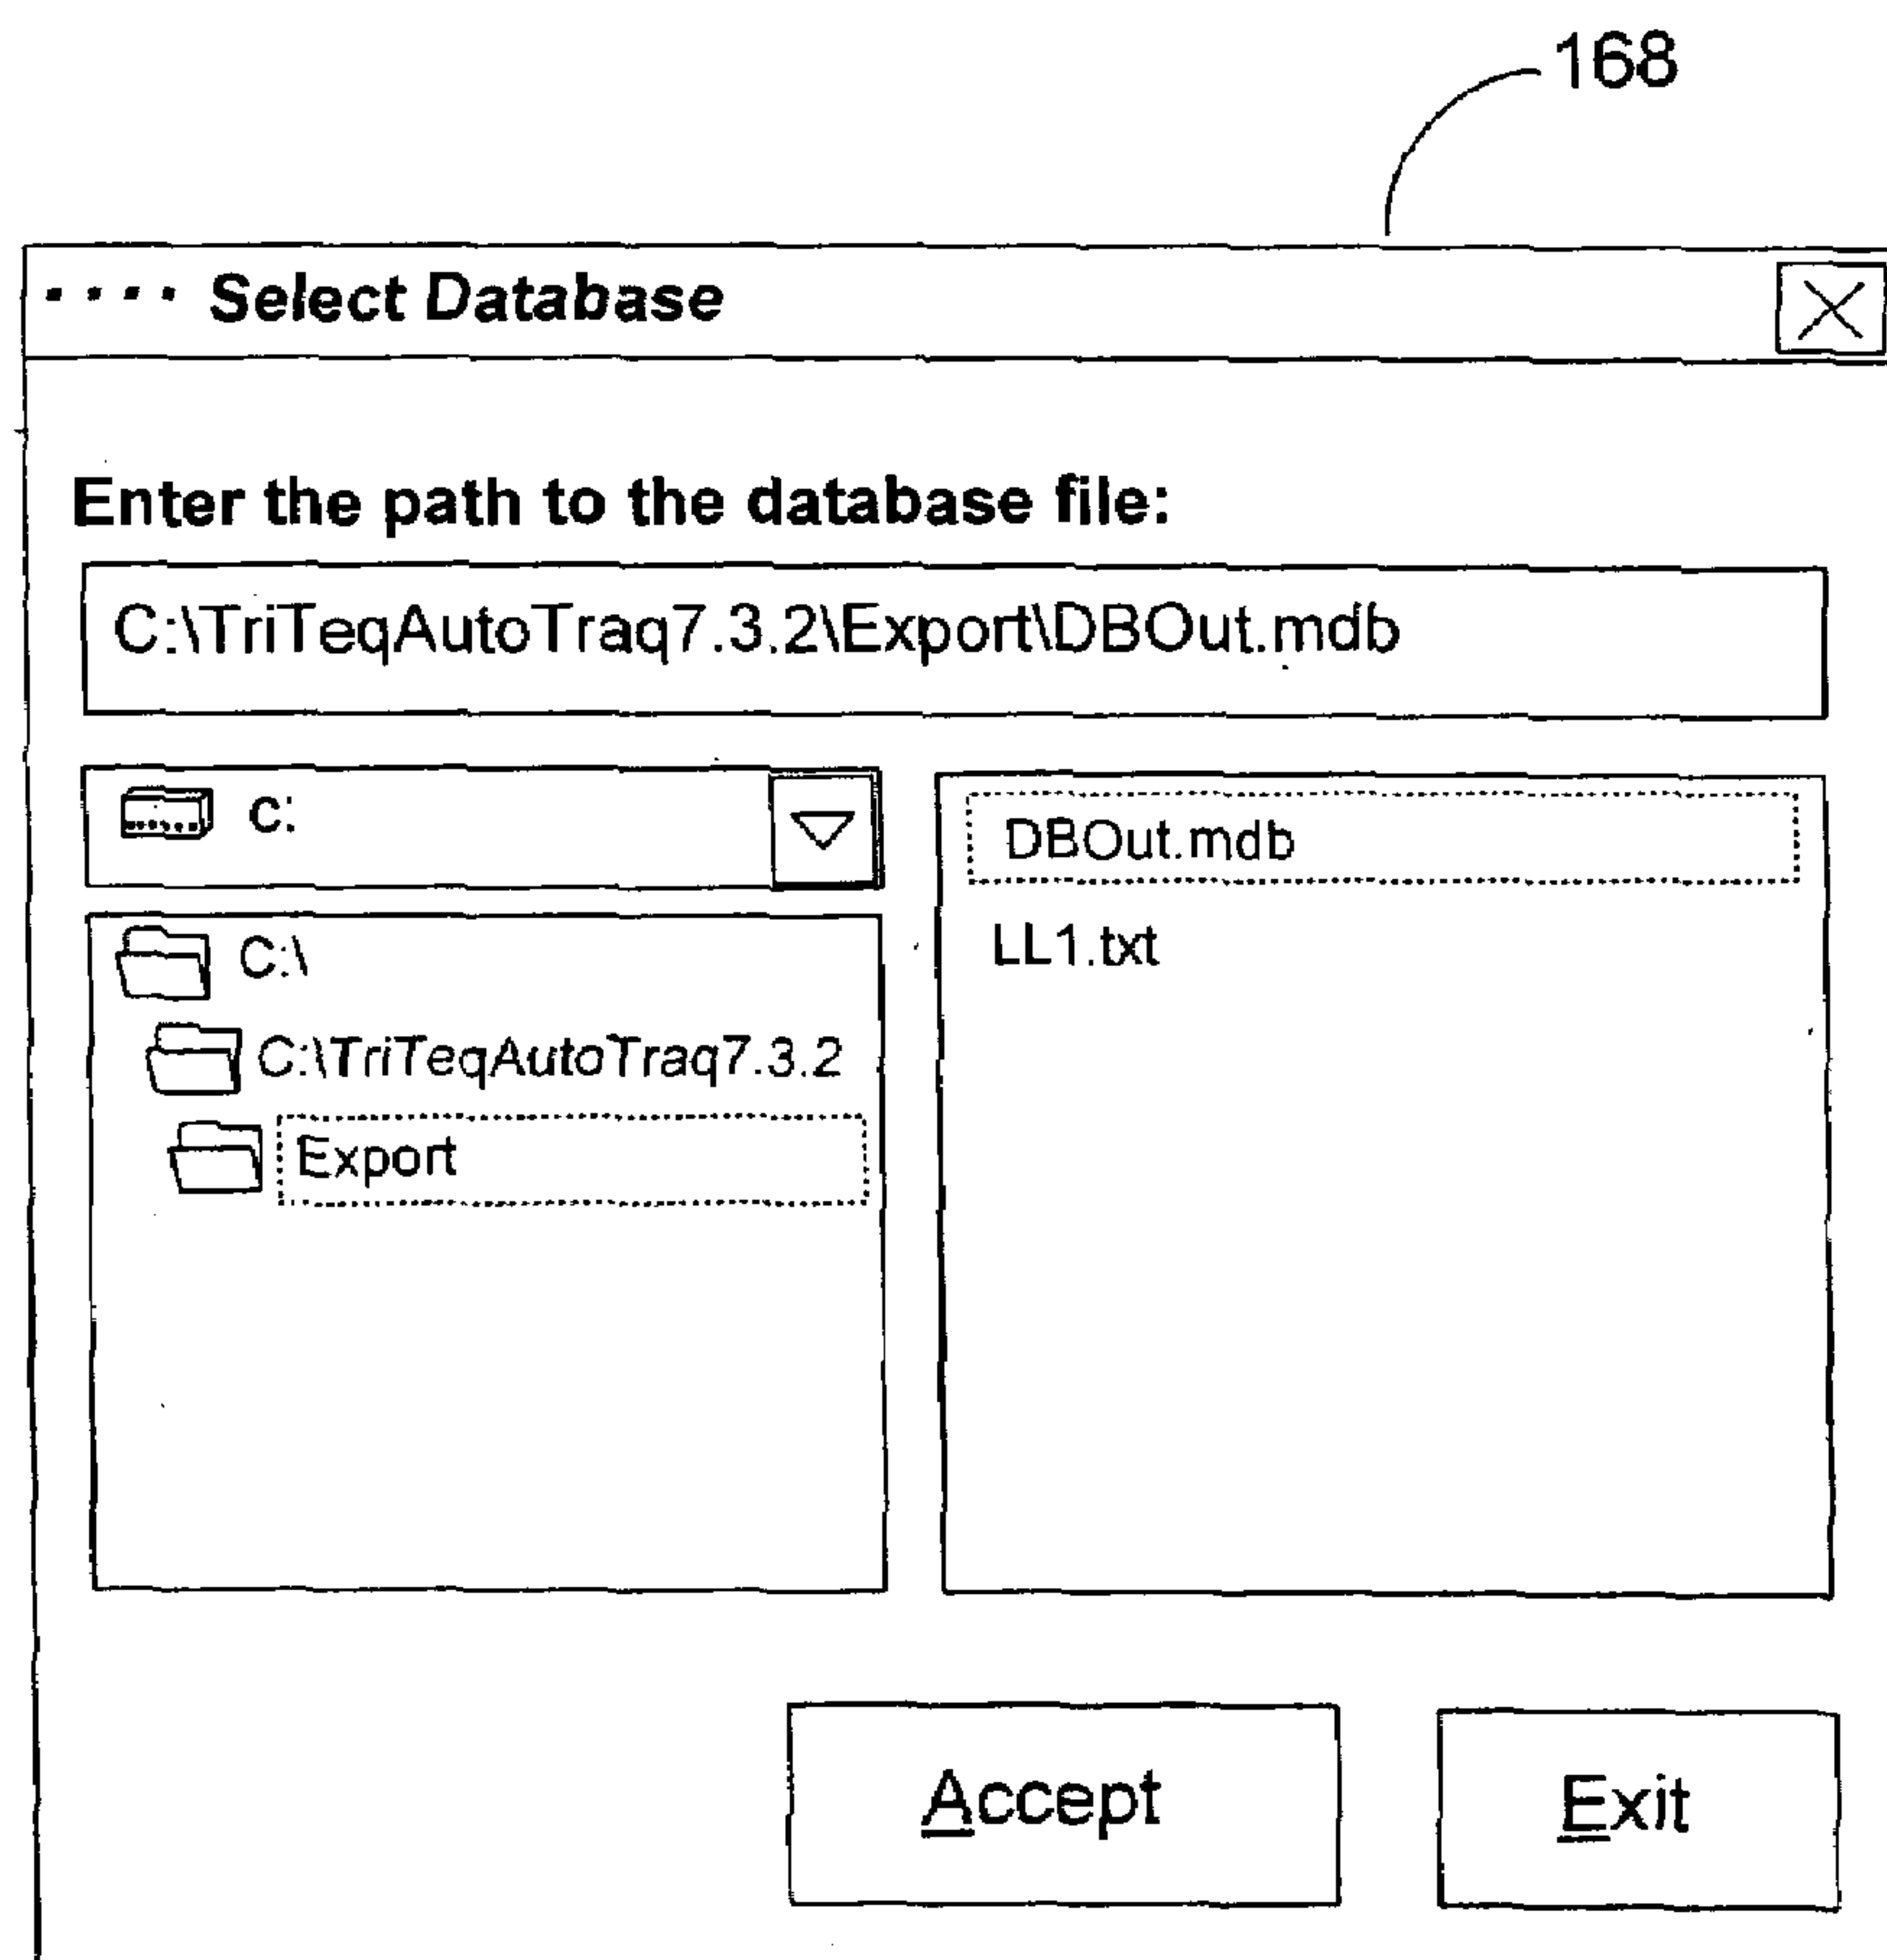 168
Select Database
Enter the path to the database file:
C:\TriTeqAutoTraq7.3.2\Export\DBOut.mdb
c:
DBOut.mdb
LL1.txt
C:\
C:\TriTeqAutoTraq7.3.2
Export
Accept
Exit